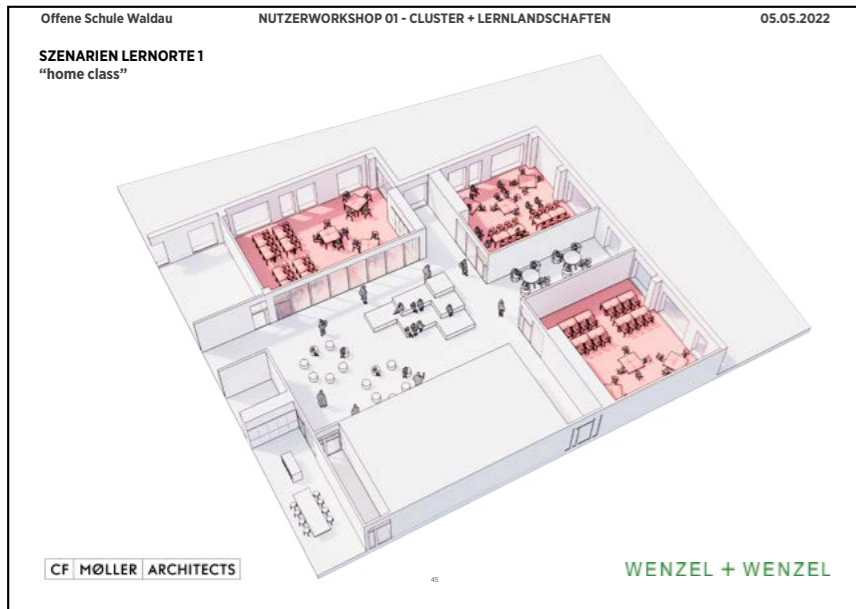 Offene Schule Waldau
NUTZERWORKSHOP 01 - CLUSTER + LERNLANDSCHAFTEN
05.05.2022
SZENARIEN LERNORTE 1
“home class”
CF MØLLER ARCHITECTS
45
WENZEL + WENZEL